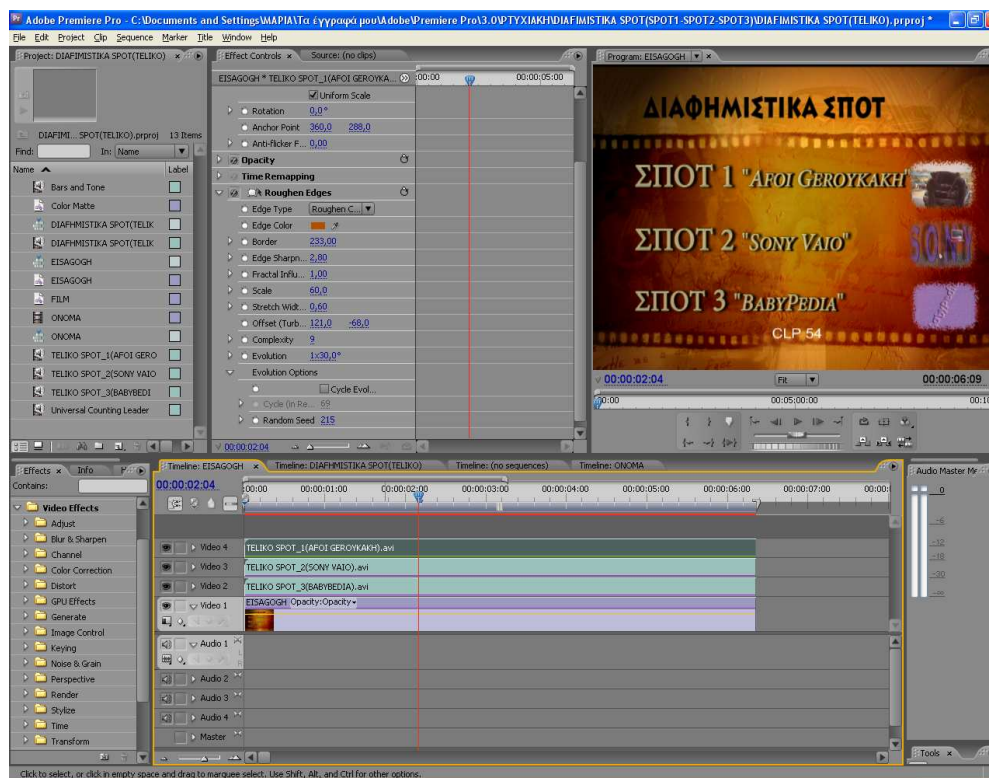 Adobe Premiere Pro - C:\Documents and Settings\ΜΑΡΙΑ\Τα έγγραφά μου\Adobe\Premiere Pro\3.0\PTYXIAKH\DIAFIMISTIKA SPOT(SPOT1-SPOT2-SPOT3)\DIAFIMISTIKA SPOT(TELIKO).prproj *
File Edit Project Clip Sequence Marker Title Window Help
Project: DIAFIMISTIKA SPOT(TELIKO)
DIAFIMI... SPOT(TELIKO).prproj 13 Items
Find: In: Name
Name Label
Bars and Tone
Color Matte
DIAFHMISTIKA SPOT(TELIK
DIAFHMISTIKA SPOT(TELIK
EISAGOGH
EISAGOGH
FILM
ONOMA
ONOMA
TELIKO SPOT_1(AFOI GERO
TELIKO SPOT_2(SONY VAIO
TELIKO SPOT_3(BABYBEDI
Universal Counting Leader
Effect Controls Source: (no clips)
EISAGOGH * TELIKO SPOT_1(AFOI GEROYKA... :00:00 00:00:05:00
Uniform Scale
Rotation 0,0°
Anchor Point 360,0 288,0
Anti-flicker F... 0,00
Opacity
Time Remapping
Roughen Edges
Edge Type Roughen C...
Edge Color
Border 233,00
Edge Sharpn... 2,80
Fractal Influ... 1,00
Scale 60,0
Stretch Widt... 0,60
Offset (Turb... 121,0 -68,0
Complexity 9
Evolution 1x30,0°
Evolution Options
Cycle Evol...
Cycle (in Re... 69
Random Seed 215
00:00:02:04
Program: EISAGOGH
ΔΙΑΦΗΜΙΣΤΙΚΑ ΣΠΟΤ
ΣΠΟΤ 1 "AFOI GEROYKAKH"
ΣΠΟΤ 2 "SONY VAIO"
SONY
ΣΠΟΤ 3 "BABYPEDIA"
CLP 54
00:00:02:04 Fit 00:00:06:09
00:00 00:05:00:00 00:10
Effects Info
Contains:
Video Effects
Adjust
Blur & Sharpen
Channel
Color Correction
Distort
GPU Effects
Generate
Image Control
Keying
Noise & Grain
Perspective
Render
Stylize
Time
Transform
Timeline: EISAGOGH Timeline: DIAFHMISTIKA SPOT(TELIKO) Timeline: (no sequences) Timeline: ONOMA
00:00:02:04 :00:00 00:00:01:00 00:00:02:00 00:00:03:00 00:00:04:00 00:00:05:00 00:00:06:00 00:00:07:00 00:00:
Video 4 TELIKO SPOT_1(AFOI GEROYKAKH).avi
Video 3 TELIKO SPOT_2(SONY VAIO).avi
Video 2 TELIKO SPOT_3(BABYBEDIA).avi
Video 1 EISAGOGH Opacity:Opacity
Audio 1
L
R
Audio 2
Audio 3
Audio 4
Master
Audio Master Me
0
-6
-12
-18
-30
-∞
Tools
Click to select, or click in empty space and drag to marquee select. Use Shift, Alt, and Ctrl for other options.